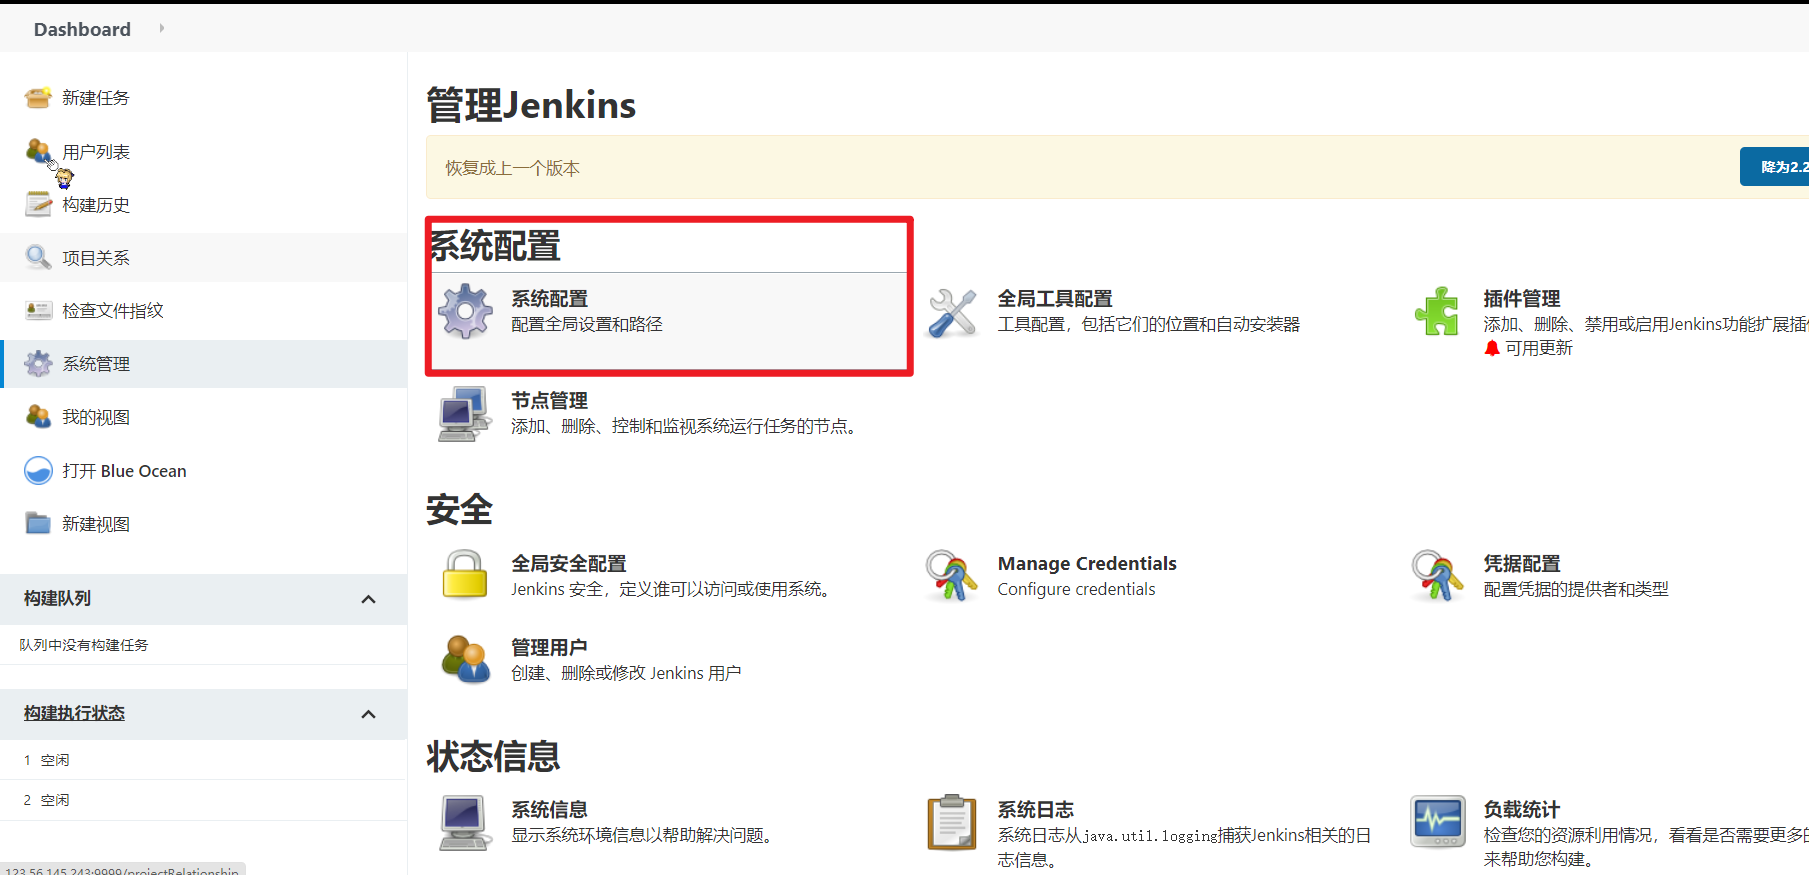 Dashboard
新建任务
用户列表
构建历史
项目关系
检查文件指纹
系统管理
我的视图
打开 Blue Ocean
新建视图
构建队列
队列中没有构建任务
构建执行状态
1 空闲
2 空闲
123.56.145.243:9999/projectRelationship
管理Jenkins
恢复成上一个版本
降为2.2
系统配置
系统配置
配置全局设置和路径
全局工具配置
工具配置，包括它们的位置和自动安装器
插件管理
添加、删除、禁用或启用Jenkins功能扩展插
可用更新
节点管理
添加、删除、控制和监视系统运行任务的节点。
安全
全局安全配置
Jenkins 安全，定义谁可以访问或使用系统。
Manage Credentials
Configure credentials
凭据配置
配置凭据的提供者和类型
管理用户
创建、删除或修改 Jenkins 用户
状态信息
系统信息
显示系统环境信息以帮助解决问题。
系统日志
系统日志从java.util.logging捕获Jenkins相关的日
志信息。
负载统计
检查您的资源利用情况，看看是否需要更多
来帮助您构建。